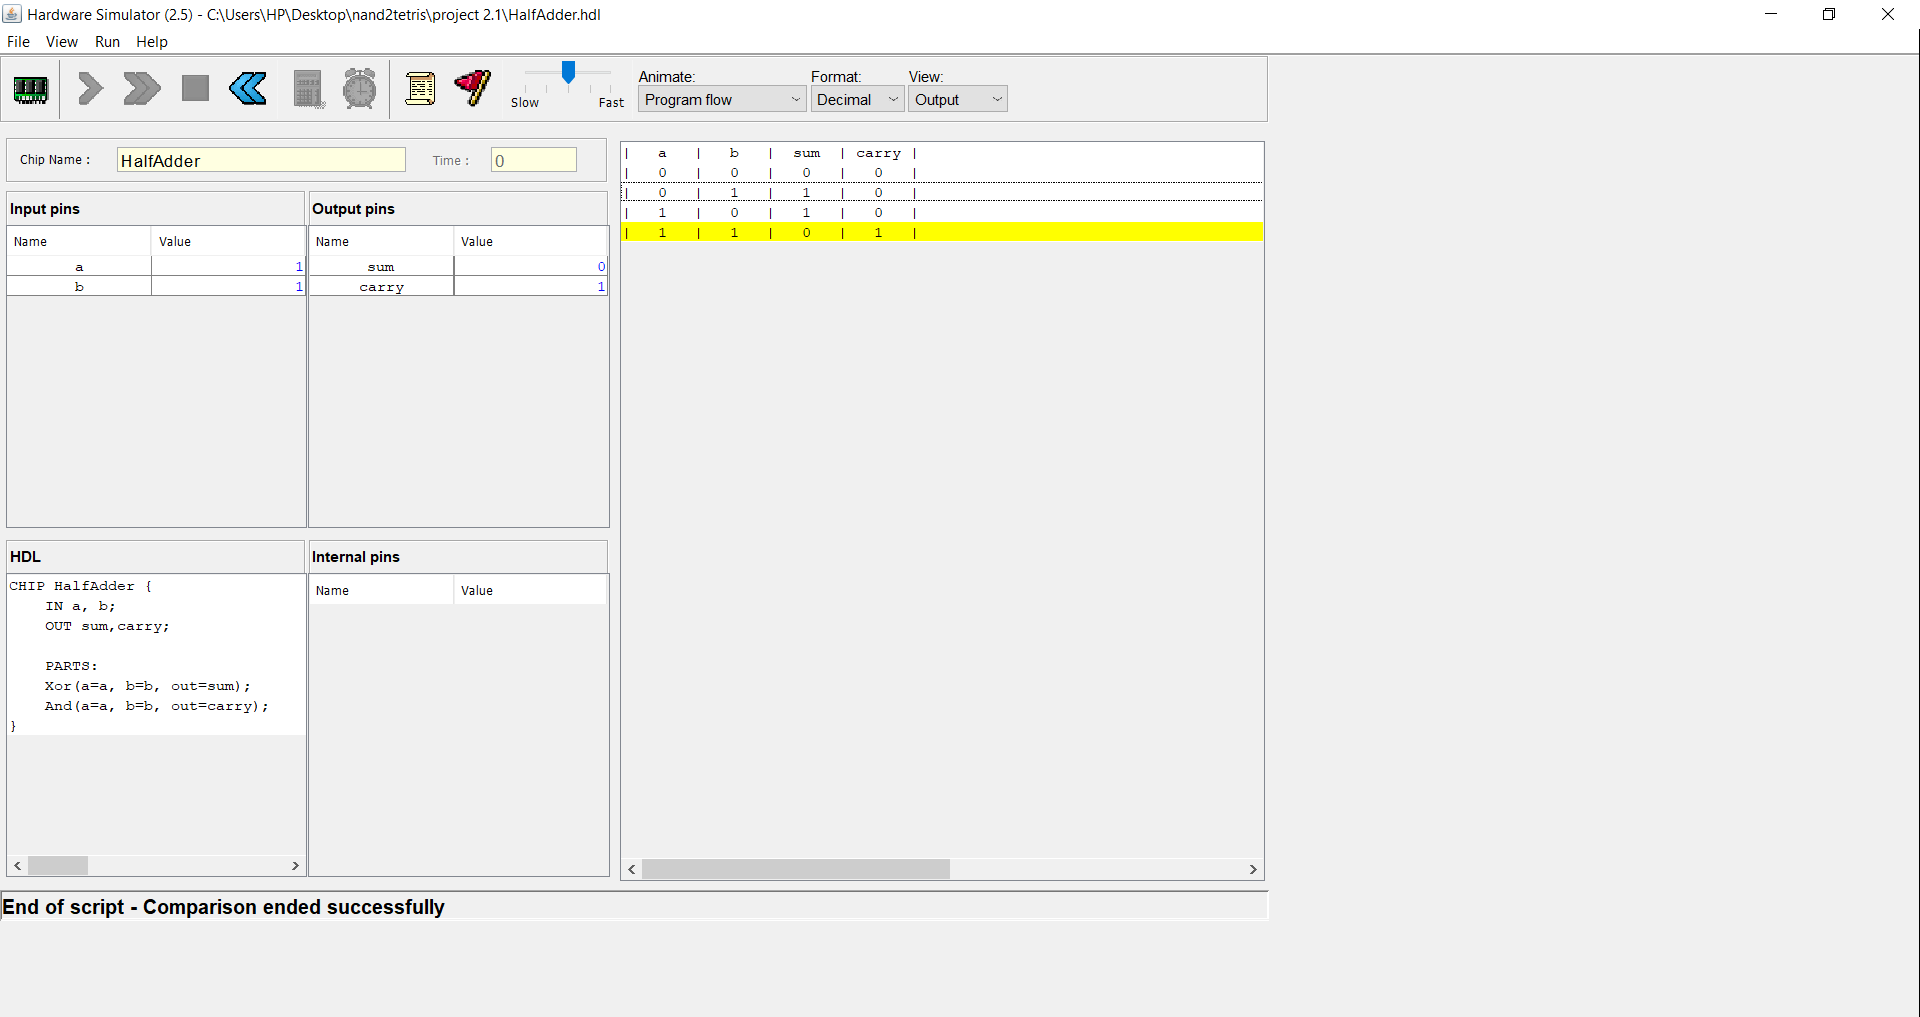 Hardware Simulator (2.5) - C:\Users\HP\Desktop\nand2tetris\project 2.1\HalfAdder.hdl
File View Run Help
Slow Fast
Animate: Format: View:
Program flow Decimal Output
Chip Name : HalfAdder Time : 0
Input pins
Name Value
a 1
b 1
Output pins
Name Value
sum 0
carry 1
| a | b | sum | carry |
| 0 | 0 | 0 | 0 |
| 0 | 1 | 1 | 0 |
| 1 | 0 | 1 | 0 |
| 1 | 1 | 0 | 1 |
HDL
CHIP HalfAdder {
IN a, b;
OUT sum,carry;
PARTS:
Xor(a=a, b=b, out=sum);
And(a=a, b=b, out=carry);
}
Internal pins
Name Value
End of script - Comparison ended successfully